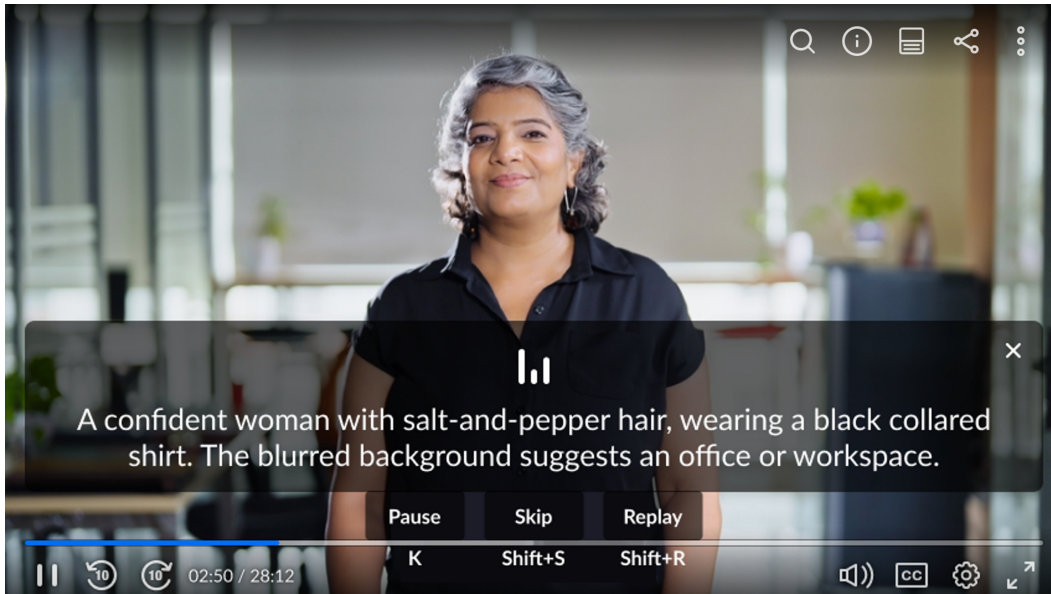 A confident woman with salt-and-pepper hair, wearing a black collared
shirt. The blurred background suggests an office or workspace.
Pause Skip Replay
K Shift+S Shift+R
10 10 02:50 / 28:12 CC